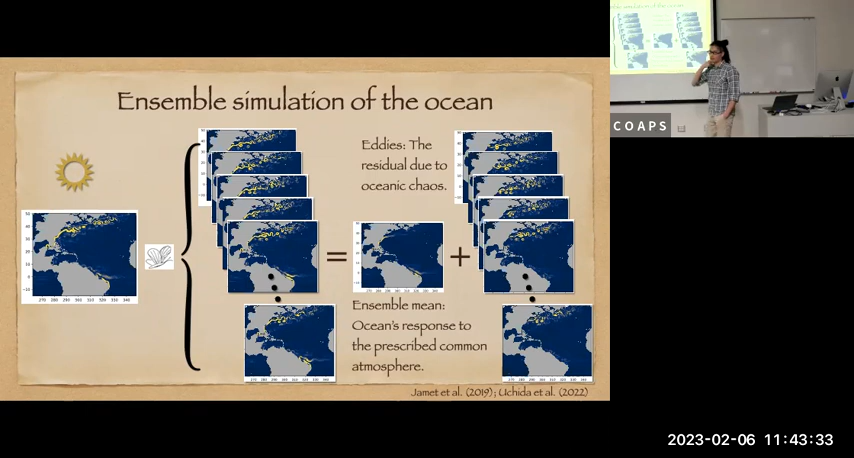 Ensemble simulation of the ocean
Eddies: The
residual due to
oceanic chaos.
=
+
Ensemble mean:
Ocean's response to
the prescribed common
atmosphere.
Jamet et al. (2019); Uchida et al. (2022)
COAPS
2023-02-06 11:43:33